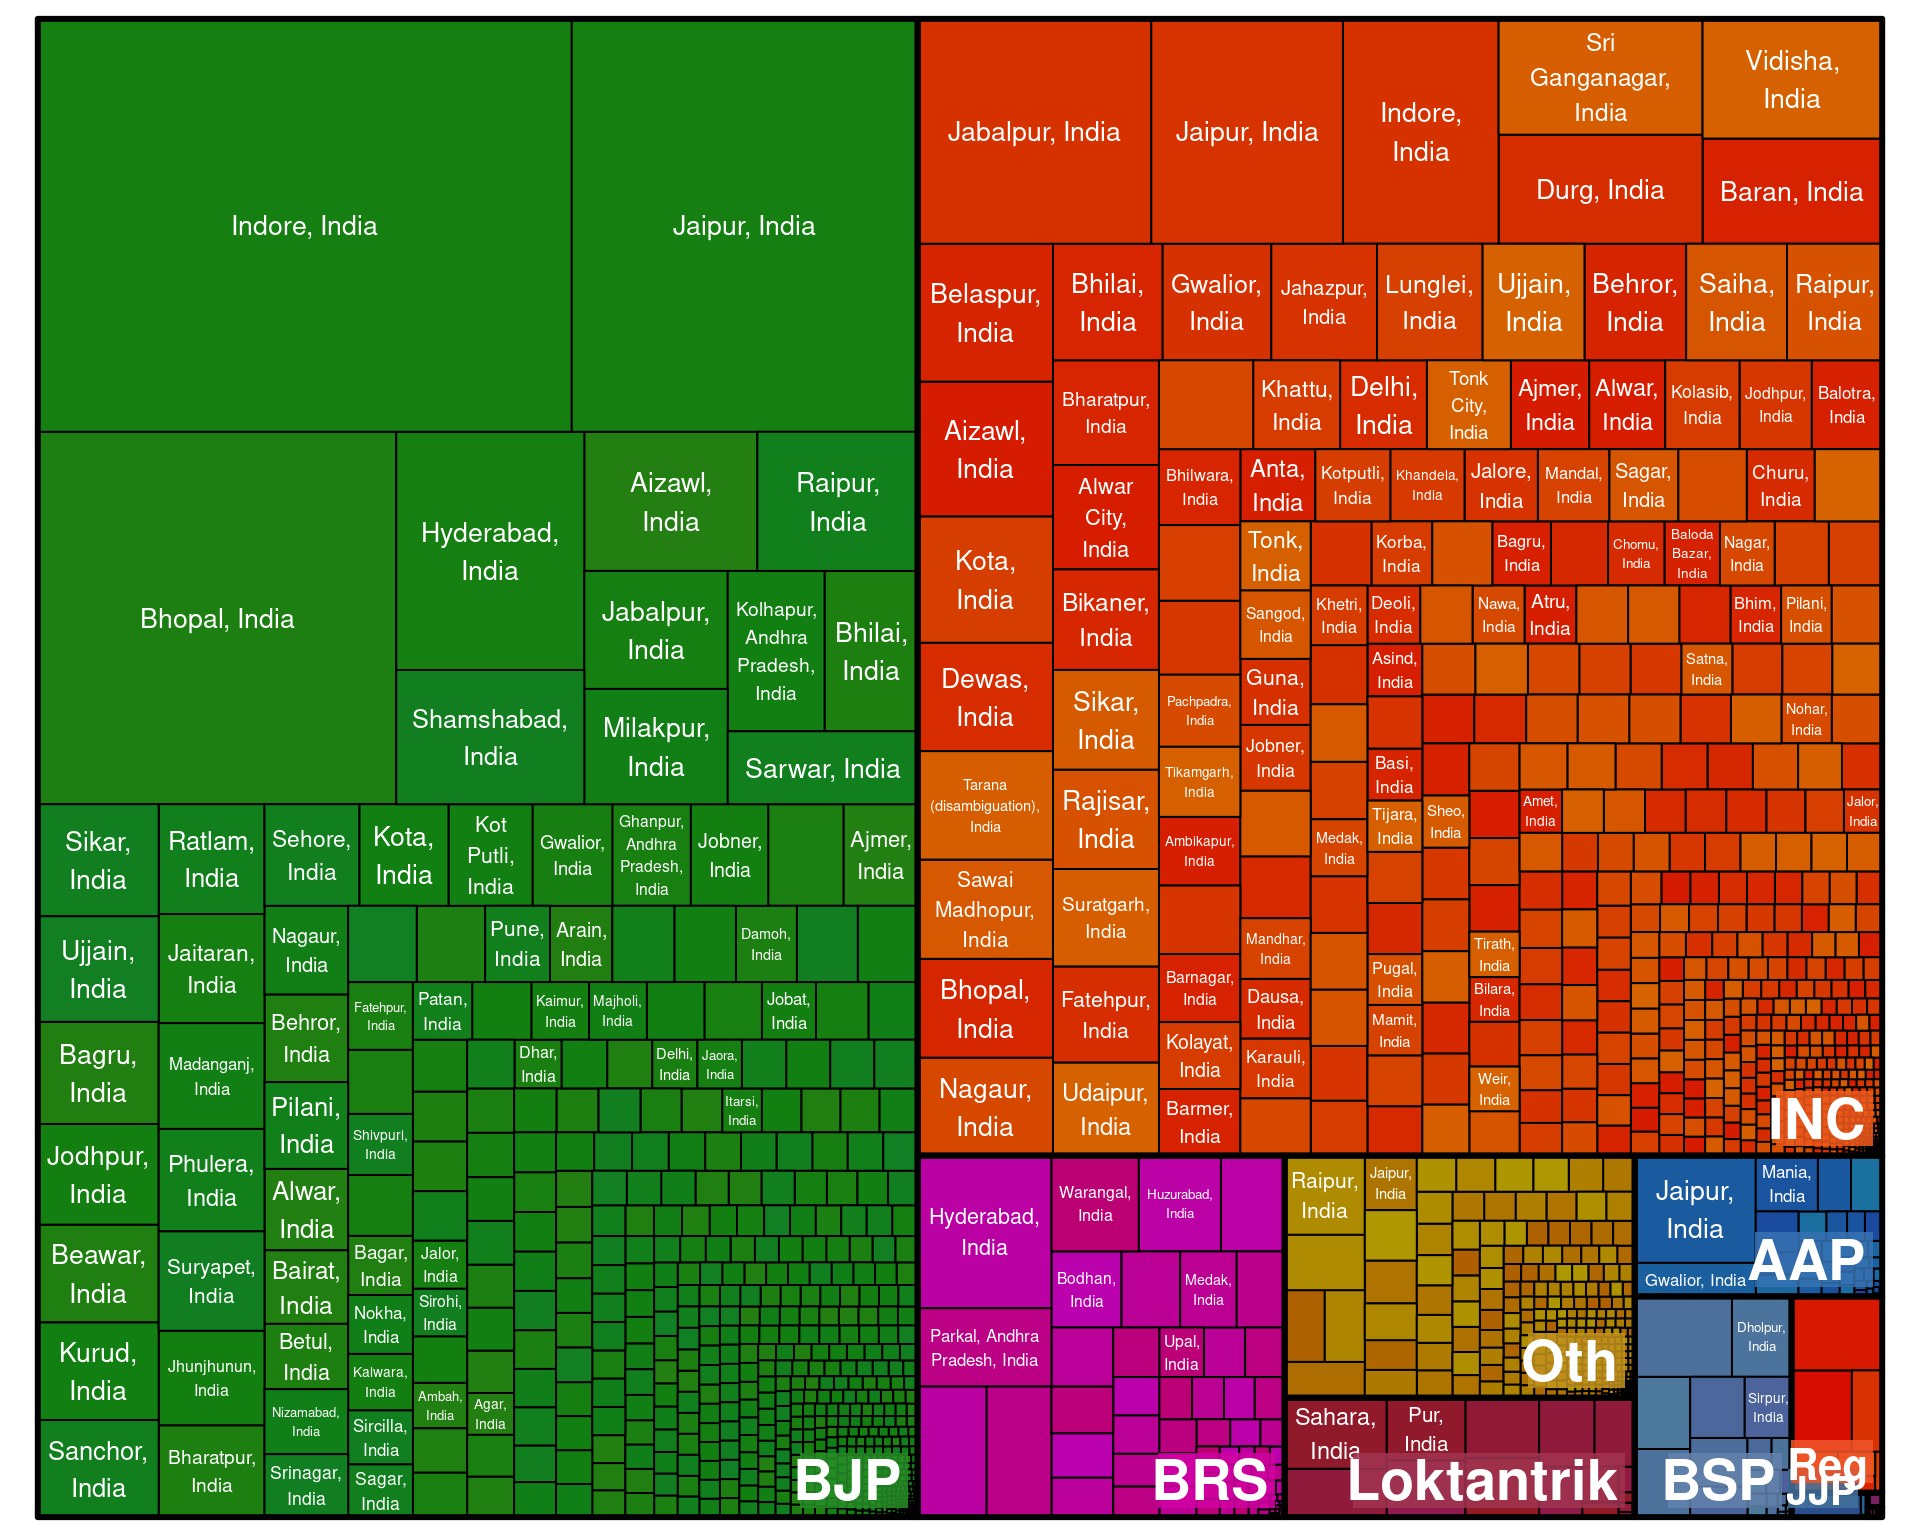 Indore, India
Jaipur, India
Bhopal, India
Hyderabad,
India
Shamshabad,
India
Aizawl,
India
Raipur,
India
Jabalpur,
India
Kolhapur,
Andhra
Pradesh,
India
Bhilai,
India
Milakpur,
India
Sarwar, India
Sikar,
India
Ratlam,
India
Sehore,
India
Kota,
India
Kot
Putli,
India
Gwalior,
India
Ghanpur,
Andhra
Pradesh,
India
Jobner,
India
Ajmer,
India
Ujjain,
India
Jaitaran,
India
Nagaur,
India
Pune,
India
Arain,
India
Damoh,
India
Bagru,
India
Madanganj,
India
Behror,
India
Fatehpur,
India
Patan,
India
Kaimur,
India
Majholi,
India
Jobat,
India
Dhar,
India
Delhi,
India
Jaora,
India
Itarsi,
India
Jodhpur,
India
Phulera,
India
Pilani,
India
Shivpuri,
India
Alwar,
India
Beawar,
India
Suryapet,
India
Bairat,
India
Bagar,
India
Jalor,
India
Sirohi,
India
Kurud,
India
Jhunjhunun,
India
Betul,
India
Nokha,
India
Kalwara,
India
Ambah,
India
Agar,
India
Nizamabad,
India
Sircilla,
India
Sanchor,
India
Bharatpur,
India
Srinagar,
India
Sagar,
India
BJP
Jabalpur, India
Jaipur, India
Indore,
India
Sri
Ganganagar,
India
Vidisha,
India
Durg, India
Baran, India
Belaspur,
India
Bhilai,
India
Gwalior,
India
Jahazpur,
India
Lunglei,
India
Ujjain,
India
Behror,
India
Saiha,
India
Raipur,
India
Aizawl,
India
Bharatpur,
India
Khattu,
India
Delhi,
India
Tonk
City,
India
Ajmer,
India
Alwar,
India
Kolasib,
India
Jodhpur,
India
Balotra,
India
Alwar
City,
India
Bhilwara,
India
Anta,
India
Kotputli,
India
Khandela,
India
Jalore,
India
Mandal,
India
Sagar,
India
Churu,
India
Kota,
India
Tonk,
India
Korba,
India
Bagru,
India
Chomu,
India
Baloda
Bazar,
India
Nagar,
India
Bikaner,
India
Sangod,
India
Khetri,
India
Deoli,
India
Nawa,
India
Atru,
India
Bhim,
India
Pilani,
India
Dewas,
India
Sikar,
India
Pachpadra,
India
Guna,
India
Asind,
India
Satna,
India
Nohar,
India
Tarana
(disambiguation),
India
Rajisar,
India
Tikamgarh,
India
Jobner,
India
Basi,
India
Tijara,
India
Sheo,
India
Amet,
India
Jalor,
India
Ambikapur,
India
Medak,
India
Sawai
Madhopur,
India
Suratgarh,
India
Mandhar,
India
Tirath,
India
Bhopal,
India
Fatehpur,
India
Barnagar,
India
Dausa,
India
Pugal,
India
Bilara,
India
Mamit,
India
Kolayat,
India
Karauli,
India
Nagaur,
India
Udaipur,
India
Barmer,
India
Weir,
India
INC
Hyderabad,
India
Warangal,
India
Huzurabad,
India
Bodhan,
India
Medak,
India
Parkal, Andhra
Pradesh, India
Upal,
India
BRS
Raipur,
India
Jaipur,
India
Oth
Sahara,
India
Pur,
India
Loktantrik
Jaipur,
India
Mania,
India
Gwalior, India
AAP
Dholpur,
India
Sirpur,
India
BSP
Reg
JJP